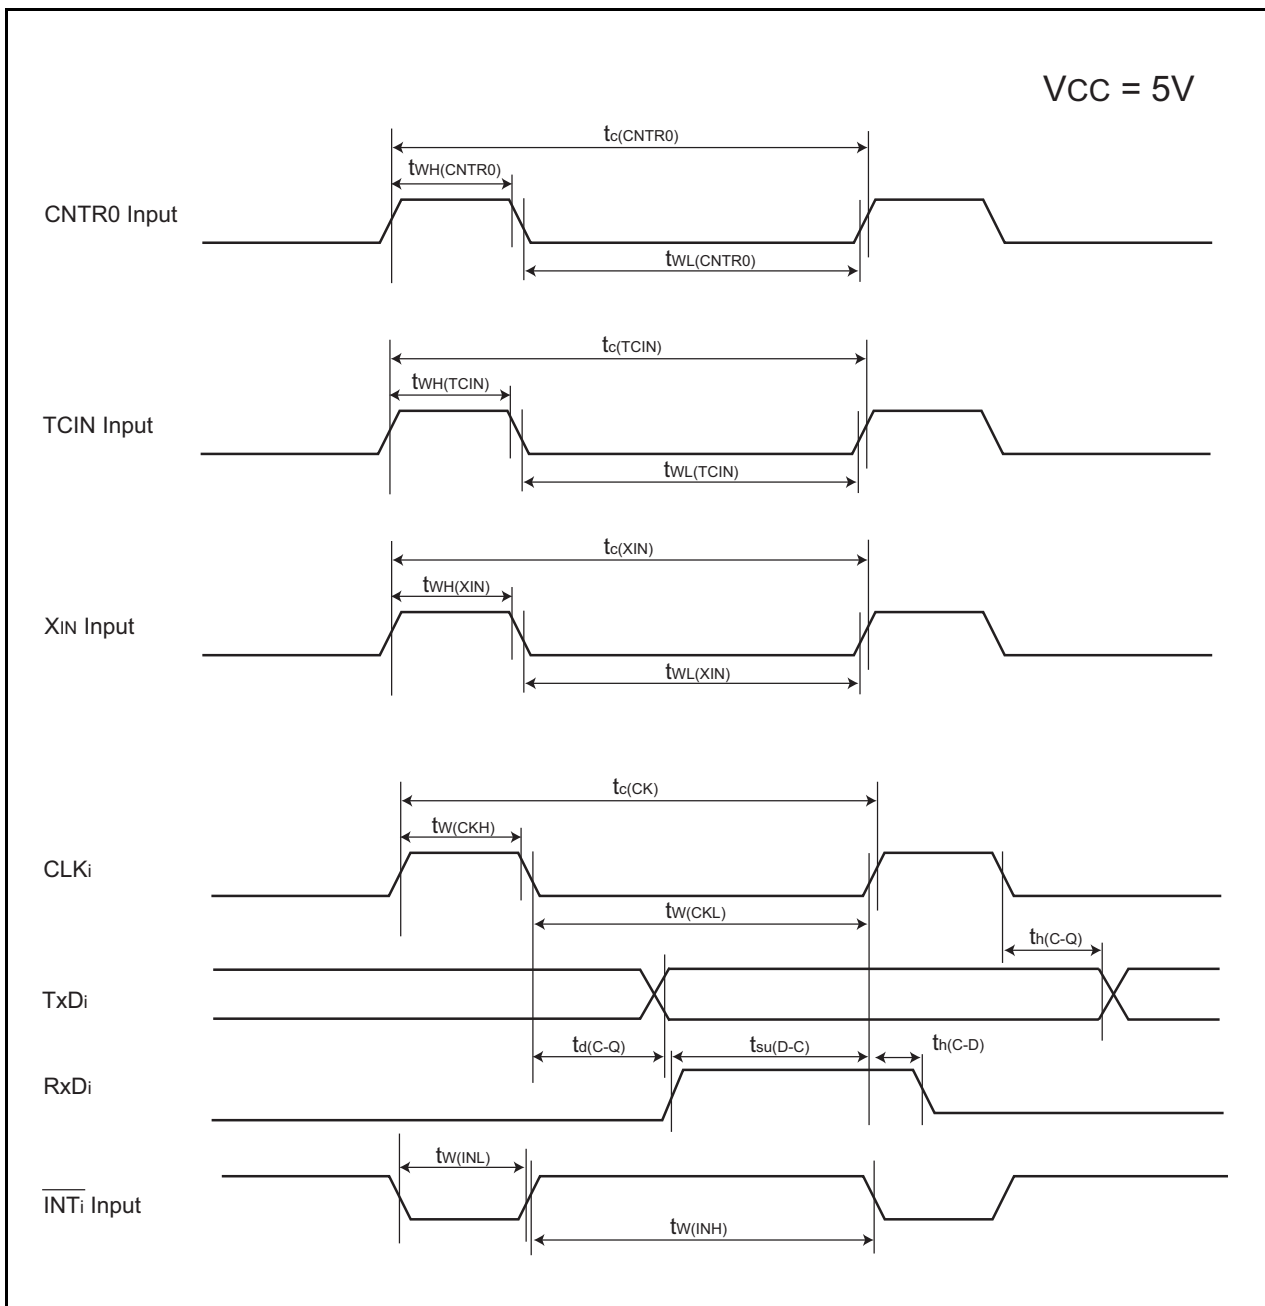 VCC = 5V
tc(CNTR0)
tWH(CNTR0)
CNTR0 Input
tWL(CNTR0)
tc(TCIN)
tWH(TCIN)
TCIN Input
tWL(TCIN)
tc(XIN)
tWH(XIN)
XIN Input
tWL(XIN)
tc(CK)
tW(CKH)
CLKi
tW(CKL)
th(C-Q)
TxDi
td(C-Q)
tsu(D-C)
th(C-D)
RxDi
tW(INL)
INTi Input
tW(INH)